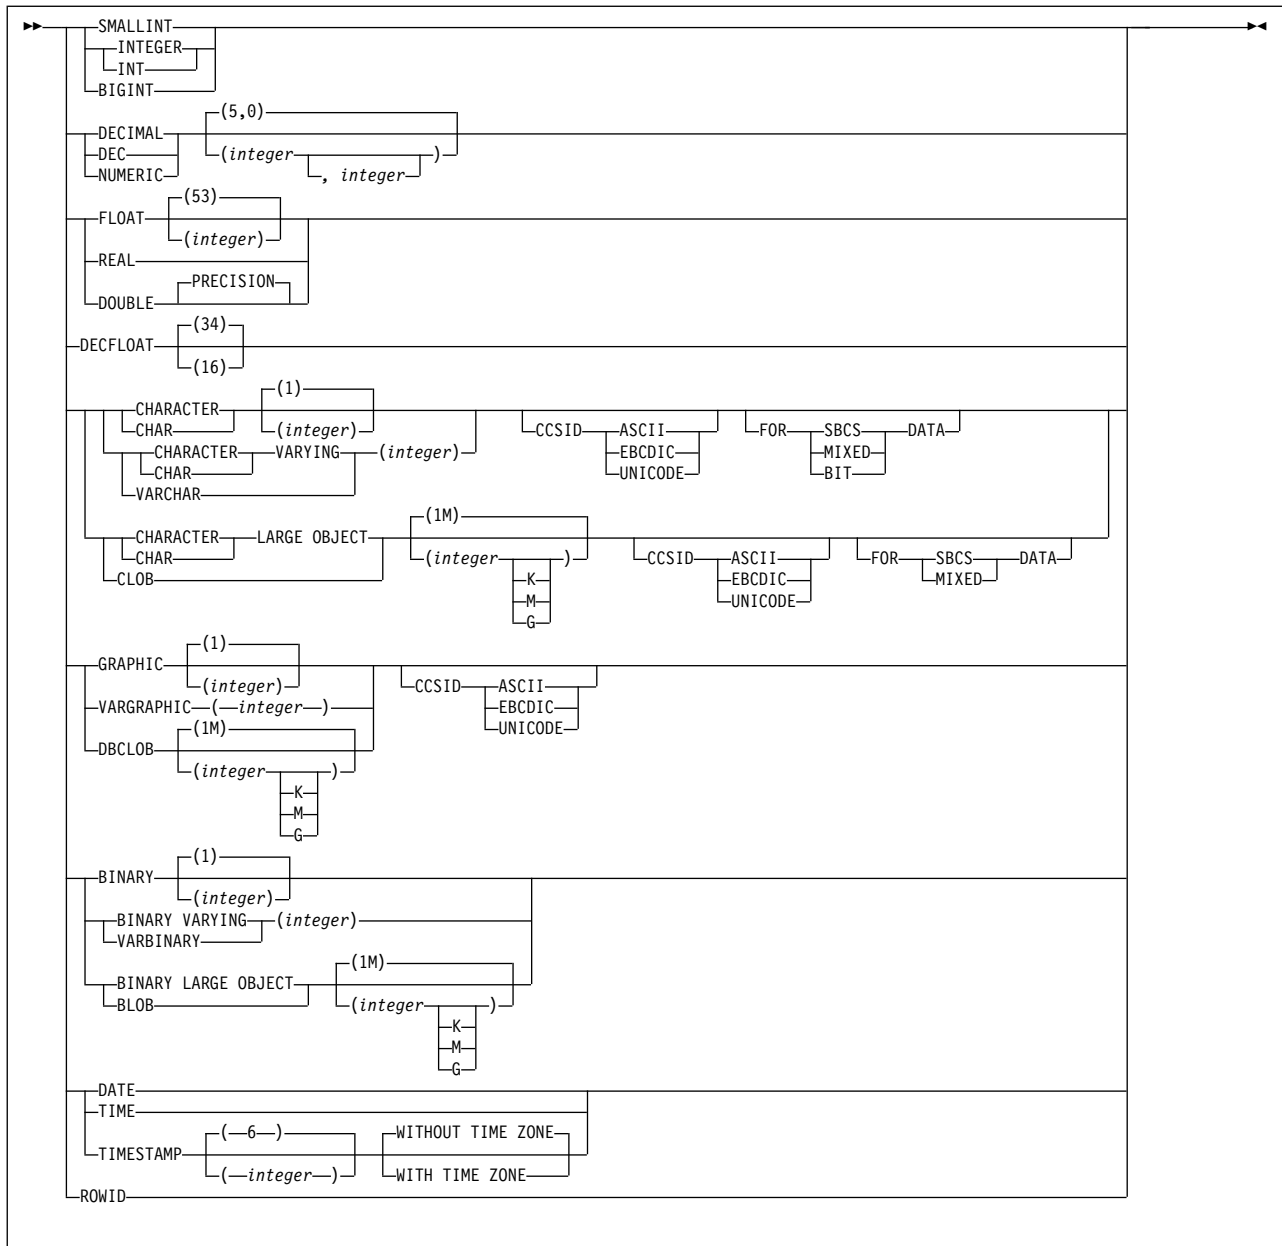 SMALLINT
INTEGER
INT
BIGINT
(5,0)
DECIMAL (integer )
DEC , integer
NUMERIC
(53)
FLOAT
(integer)
REAL
PRECISION
DOUBLE
(34)
DECFLOAT
(16)
(1)
CHARACTER CCSID ASCII FOR SBCS DATA
CHAR (integer) EBCDIC MIXED
CHARACTER VARYING (integer) UNICODE BIT
CHAR
VARCHAR
(1M)
CHARACTER LARGE OBJECT CCSID ASCII FOR SBCS DATA
CHAR (integer ) EBCDIC MIXED
CLOB K UNICODE
M
G
(1)
GRAPHIC CCSID ASCII
(integer) EBCDIC
VARGRAPHIC ( integer ) UNICODE
(1M)
DBCLOB
(integer )
K
M
G
(1)
BINARY
(integer)
BINARY VARYING (integer)
VARBINARY
(1M)
BINARY LARGE OBJECT
BLOB (integer )
K
M
G
DATE
TIME
( 6 ) WITHOUT TIME ZONE
TIMESTAMP
( integer ) WITH TIME ZONE
ROWID